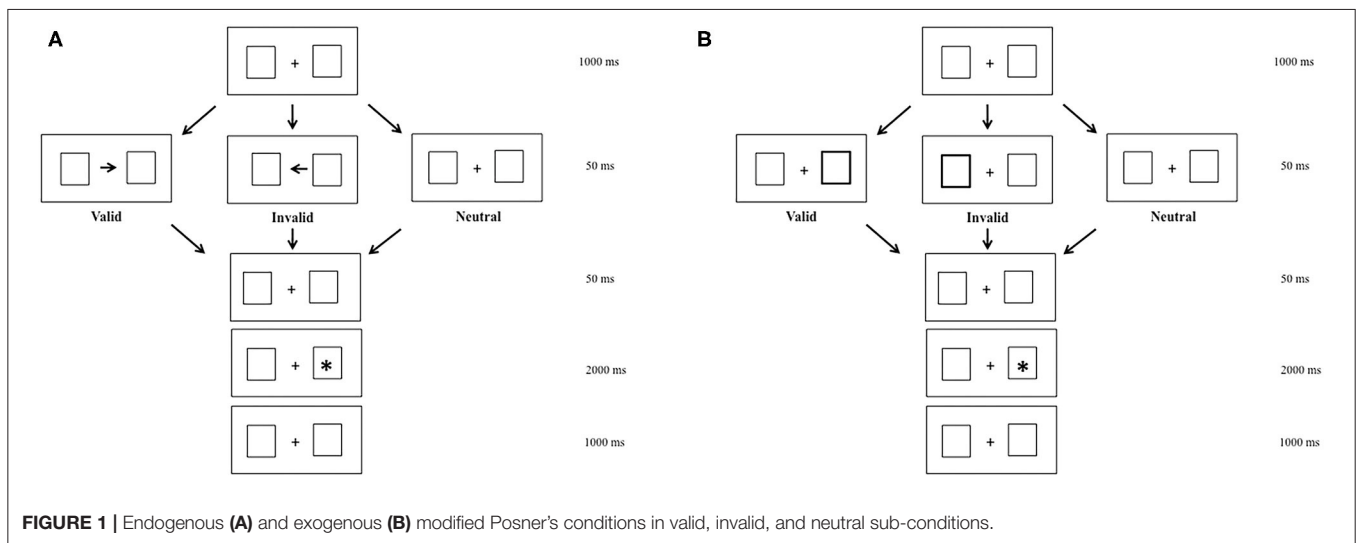 A
B
+
1000 ms
+
1000 ms
+
50 ms
+
+
+
50 ms
Valid
Invalid
Neutral
Valid
Invalid
Neutral
+
50 ms
+
50 ms
+ *
2000 ms
+ *
2000 ms
+
1000 ms
+
1000 ms
FIGURE 1 | Endogenous (A) and exogenous (B) modified Posner's conditions in valid, invalid, and neutral sub-conditions.